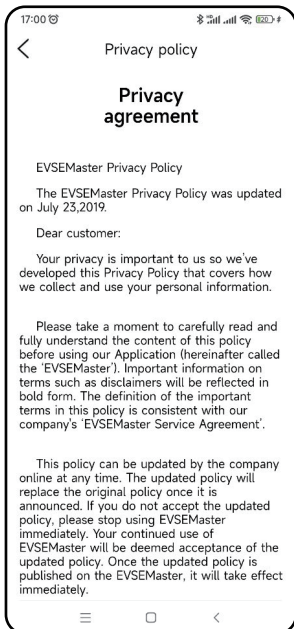 17:00
820
Privacy policy
Privacy
agreement
EVSEMaster Privacy Policy
The EVSEMaster Privacy Policy was updated
on July 23,2019.
Dear customer:
Your privacy is important to us so we've
developed this Privacy Policy that covers how
we collect and use your personal information.
Please take a moment to carefully read and
fully understand the content of this policy
before using our Application (hereinafter called
the 'EVSEMaster'). Important information on
terms such as disclaimers will be reflected in
bold form. The definition of the important
terms in this policy is consistent with our
company's 'EVSEMaster Service Agreement'.
This policy can be updated by the company
online at any time. The updated policy will
replace the original policy once it is
announced. If you do not accept the updated
policy, please stop using EVSEMaster
immediately. Your continued use of
EVSEMaster will be deemed acceptance of the
updated policy. Once the updated policy is
published on the EVSEMaster, it will take effect
immediately.